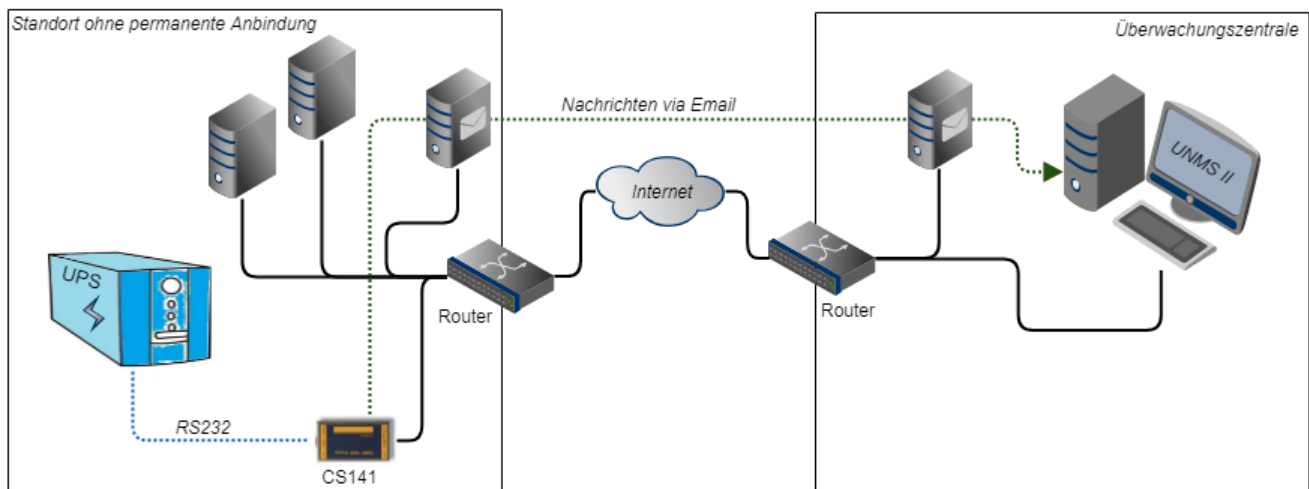 Standort ohne permanente Anbindung
Überwachungszentrale
Nachrichten via Email
UNMS II
Internet
UPS
Router
Router
RS232
CS141